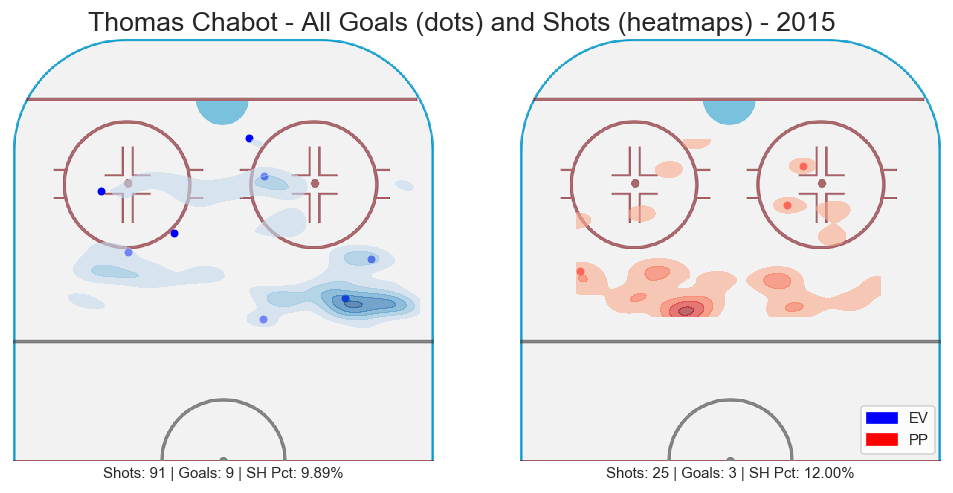 Thomas Chabot - All Goals (dots) and Shots (heatmaps) - 2015
EV
PP
Shots: 91 | Goals: 9 | SH Pct: 9.89%
Shots: 25 | Goals: 3 | SH Pct: 12.00%